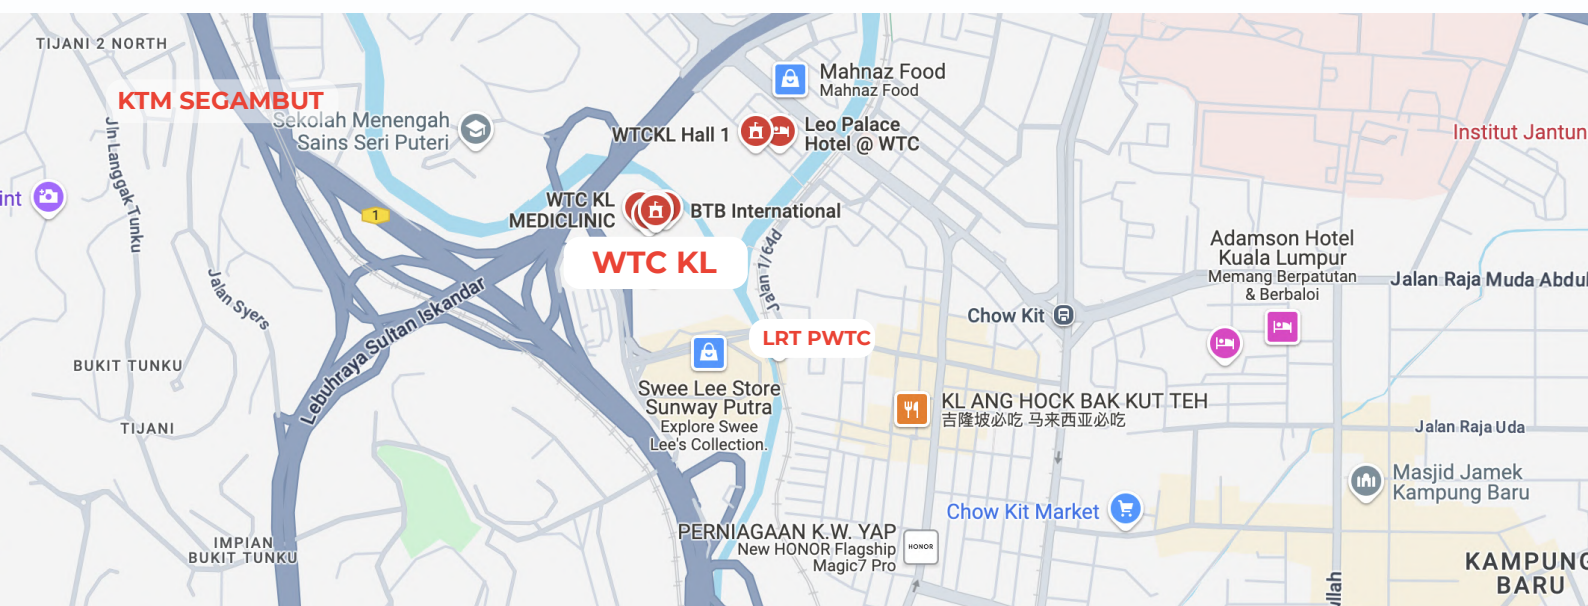 TIJANI 2 NORTH
KTM SEGAMBUT
Sekolah Menengah
Sains Seri Puteri
Jln Langgak Tunku
int
1
Jalan Syers
Lebuhraya Sultan Iskandar
BUKIT TUNKU
TIJANI
IMPIAN
BUKIT TUNKU
Mahnaz Food
Mahnaz Food
WTCKL Hall 1
Leo Palace
Hotel @ WTC
WTC KL
MEDICLINIC
BTB International
WTC KL
Jalan 1/64d
LRT PWTC
Swee Lee Store
Sunway Putra
Explore Swee
Lee's Collection.
Chow Kit
KL ANG HOCK BAK KUT TEH
吉隆坡必吃 马来西亚必吃
Chow Kit Market
PERNIAGAAN K.W. YAP
New HONOR Flagship
Magic7 Pro
HONOR
Institut Jantun
Adamson Hotel
Kuala Lumpur
Memang Berpatutan
& Berbaloi
Jalan Raja Muda Abdul
Jalan Raja Uda
Masjid Jamek
Kampung Baru
KAMPUNG
BARU
ullah